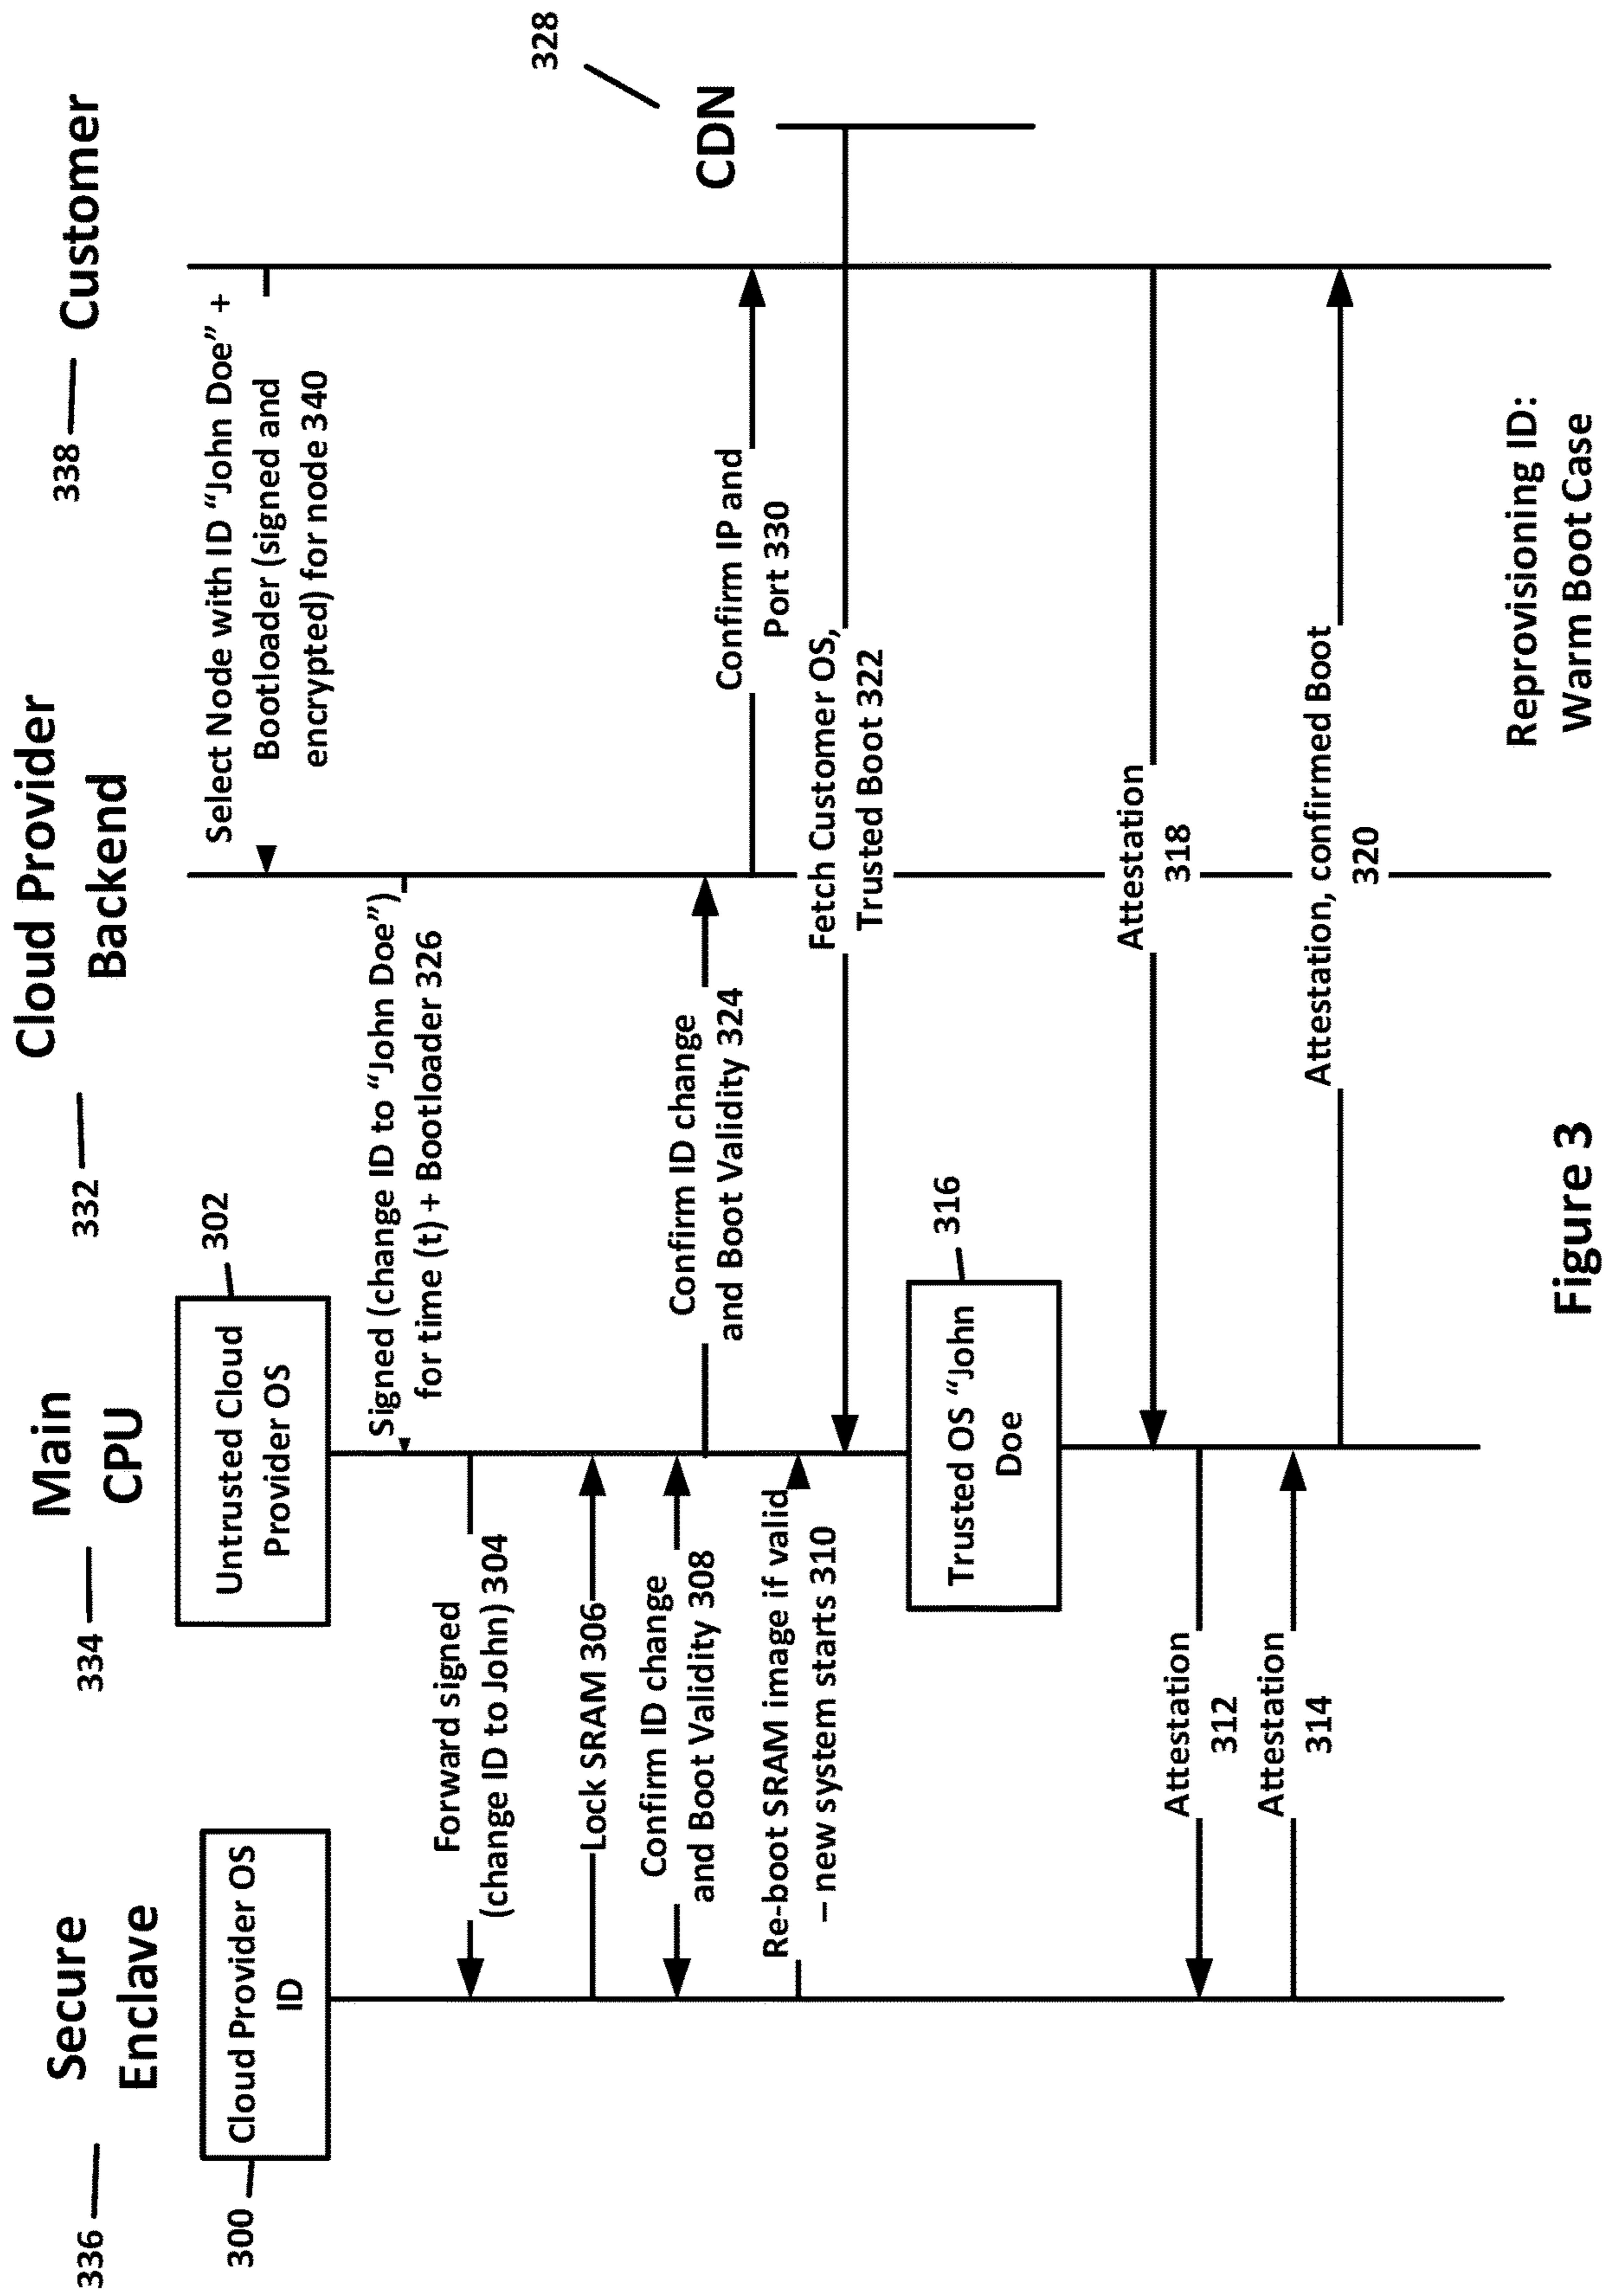 336
Secure
Enclave
334
Main
CPU
332
Cloud Provider
Backend
338
Customer
328
CDN
300
Cloud Provider OS
ID
302
Untrusted Cloud
Provider OS
Select Node with ID “John Doe” +
Bootloader (signed and
encrypted) for node 340
Signed (change ID to “John Doe”)
for time (t) + Bootloader 326
Forward signed
(change ID to John) 304
Lock SRAM 306
Confirm ID change
and Boot Validity 308
Confirm ID change
and Boot Validity 324
Confirm IP and
Port 330
Re-boot SRAM image if valid
– new system starts 310
Fetch Customer OS,
Trusted Boot 322
316
Trusted OS “John
Doe
Attestation
318
Attestation
312
Attestation
314
Attestation, confirmed Boot
320
Reprovisioning ID:
Warm Boot Case
Figure 3